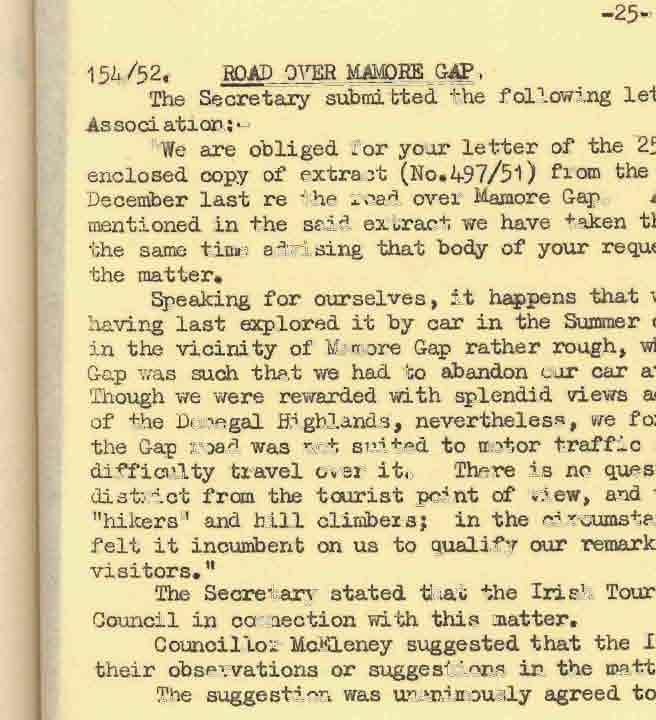 -25-
154/52. ROAD OVER MAMORE GAP.
The Secretary submitted the following let
Association:-
"We are obliged for your letter of the 25
enclosed copy of extract (No.497/51) from the
December last re the road over Mamore Gap.
mentioned in the said extract we have taken th
the same time advising that body of your reque
the matter.
Speaking for ourselves, it happens that w
having last explored it by car in the Summer o
in the vicinity of Mamore Gap rather rough, wh
Gap was such that we had to abandon our car a
Though we were rewarded with splendid views a
of the Donegal Highlands, nevertheless, we fo
the Gap road was not suited to motor traffic
difficulty travel over it. There is no ques
district from the tourist point of view, and
"hikers" and hill climbers; in the circumsta
felt it incumbent on us to qualify our remark
visitors."
The Secretary stated that the Irish Tour
Council in connection with this matter.
Councillor McEleney suggested that the I
their observations or suggestions in the matt
The suggestion was unanimously agreed to